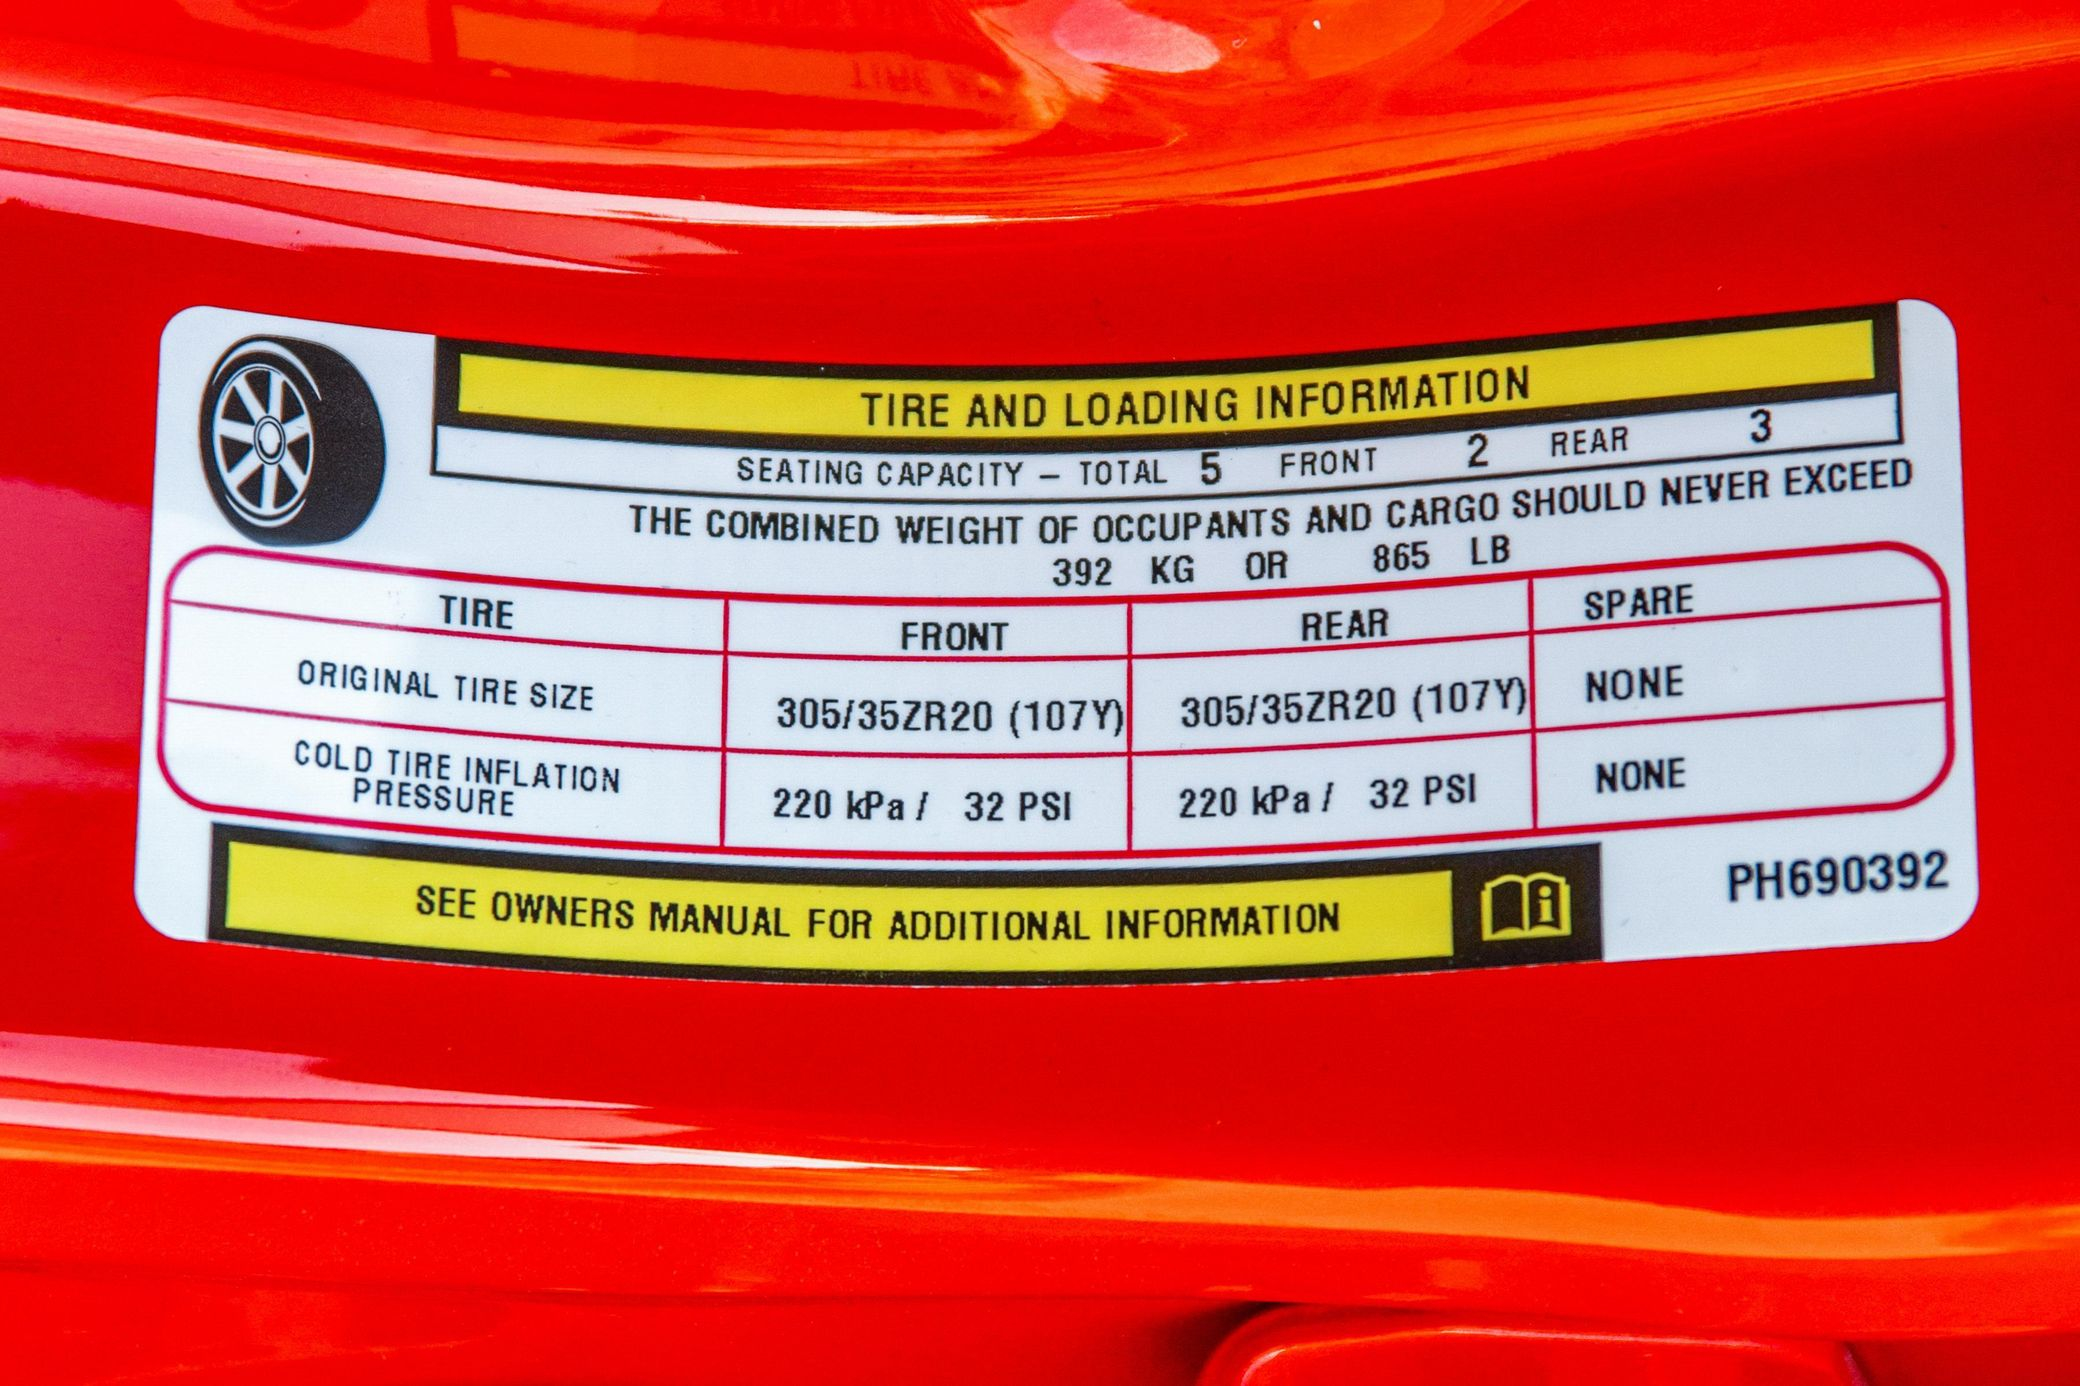 TIRE AND LOADING INFORMATION
SEATING CAPACITY – TOTAL 5 FRONT 2 REAR 3
THE COMBINED WEIGHT OF OCCUPANTS AND CARGO SHOULD NEVER EXCEED
392 KG OR 865 LB
TIRE FRONT REAR SPARE
ORIGINAL TIRE SIZE 305/35ZR20 (107Y) 305/35ZR20 (107Y) NONE
COLD TIRE INFLATION
PRESSURE 220 kPa / 32 PSI 220 kPa / 32 PSI NONE
SEE OWNERS MANUAL FOR ADDITIONAL INFORMATION
PH690392